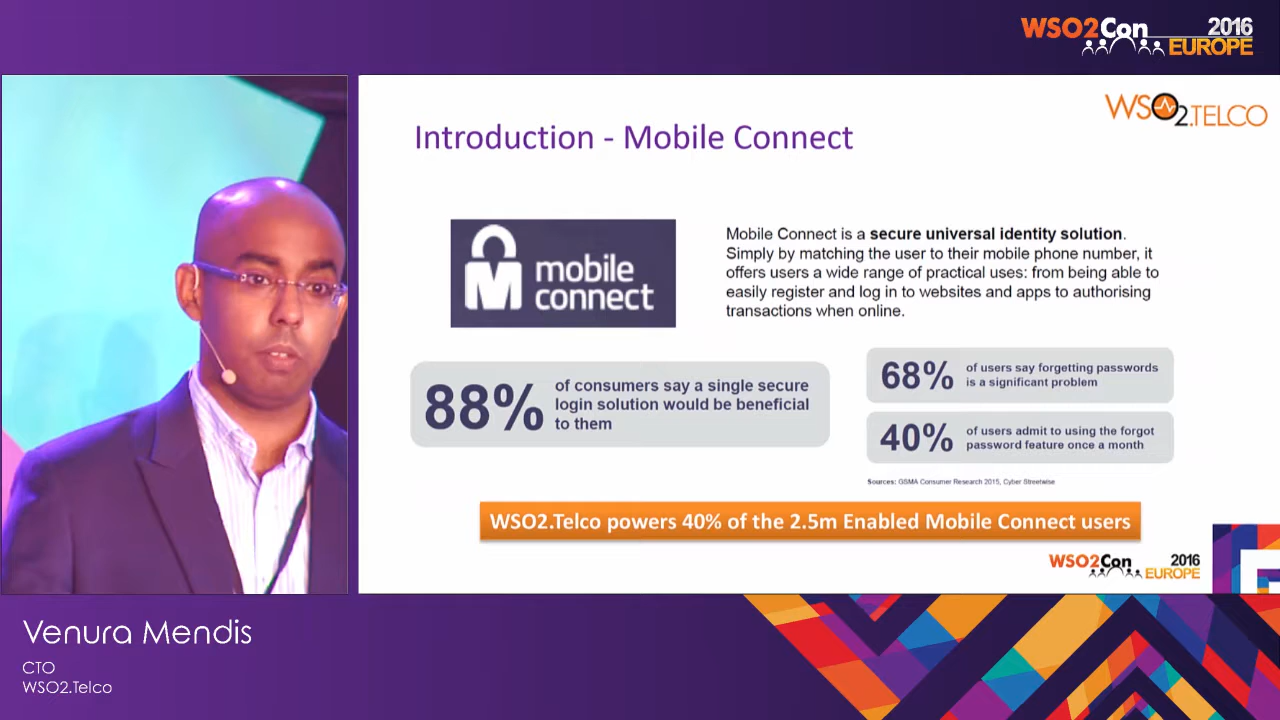 WSO2Con 2016
EUROPE
WSO2.TELCO
Introduction - Mobile Connect
mobile
connect
Mobile Connect is a secure universal identity solution.
Simply by matching the user to their mobile phone number, it
offers users a wide range of practical uses: from being able to
easily register and log in to websites and apps to authorising
transactions when online.
88%
of consumers say a single secure
login solution would be beneficial
to them
68%
of users say forgetting passwords
is a significant problem
40%
of users admit to using the forgot
password feature once a month
Sources: GSMA Consumer Research 2015, Cyber Streetwise
WSO2.Telco powers 40% of the 2.5m Enabled Mobile Connect users
WSO2Con 2016
EUROPE
Venura Mendis
CTO
WSO2.Telco